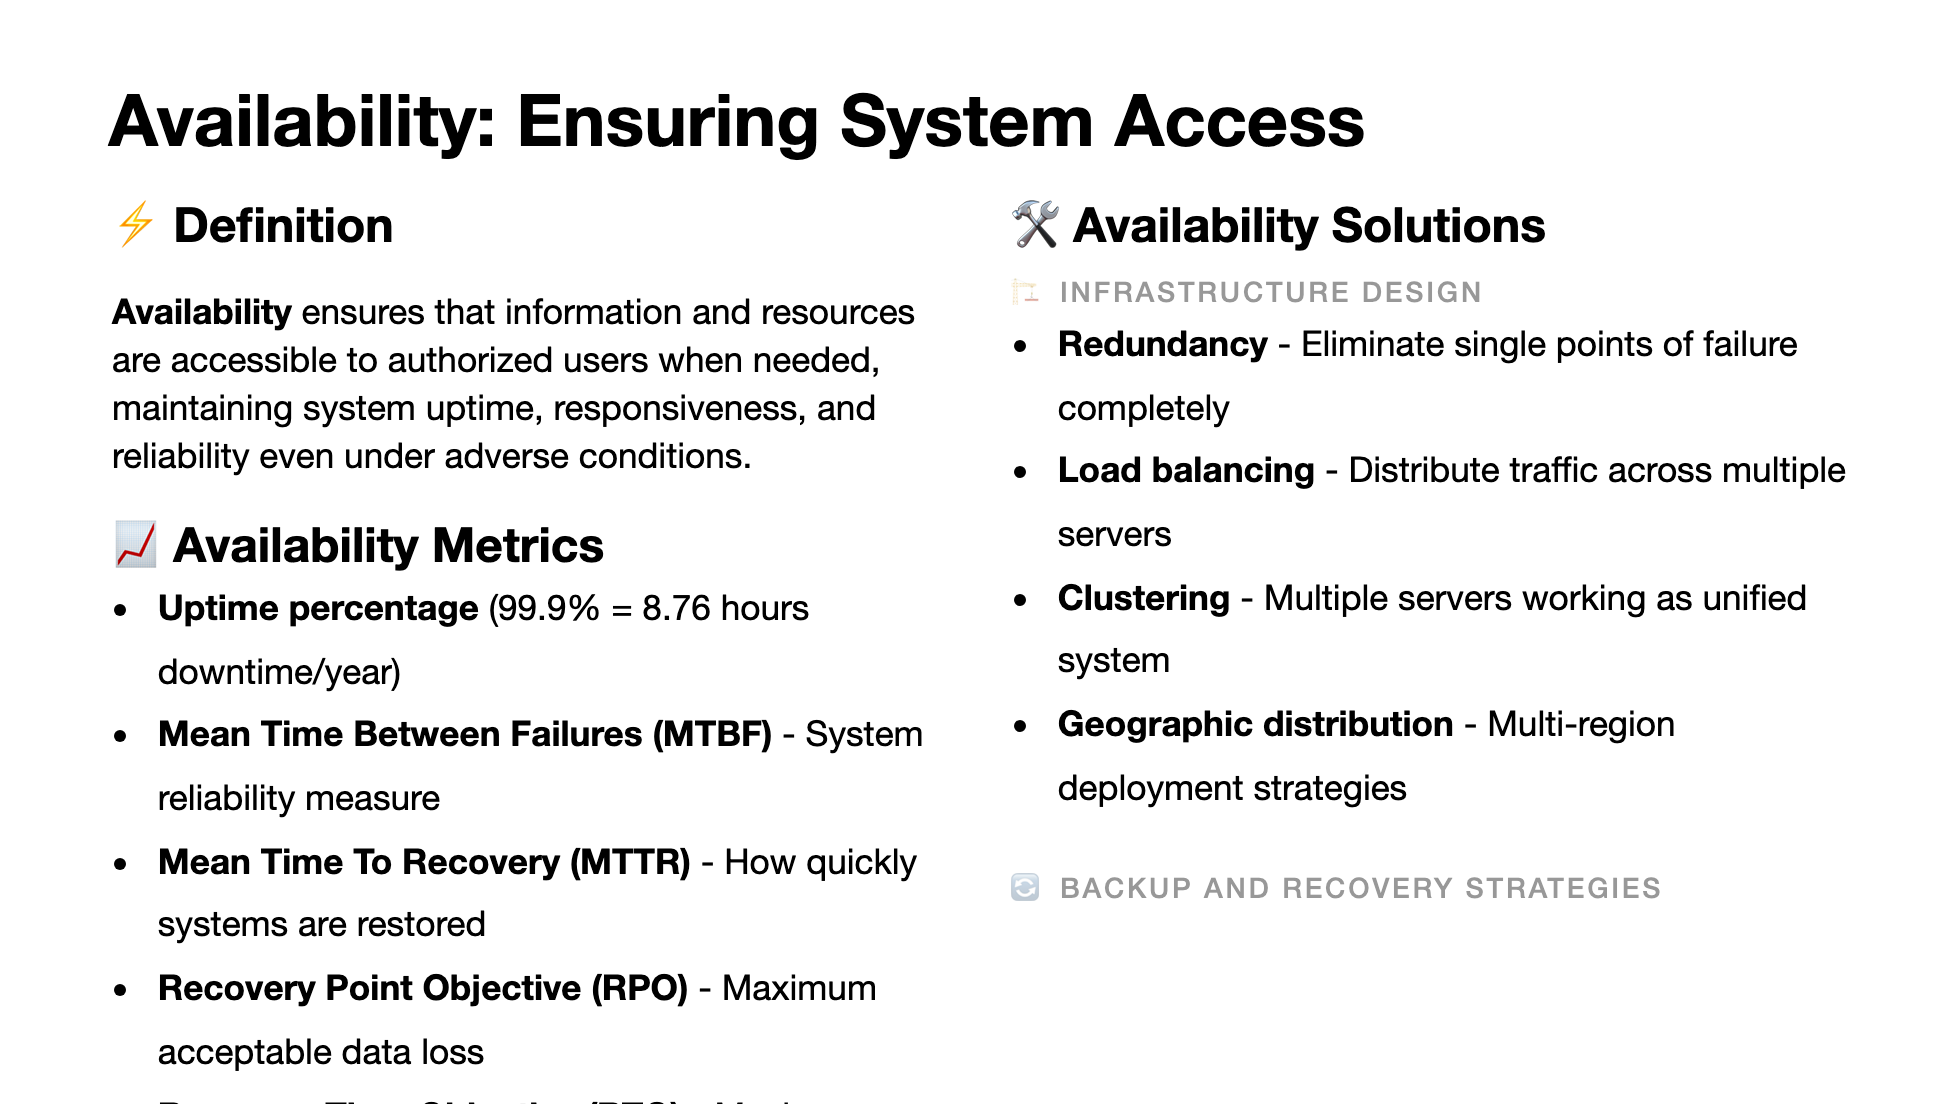 Availability: Ensuring System Access
⚡ Definition
Availability ensures that information and resources
are accessible to authorized users when needed,
maintaining system uptime, responsiveness, and
reliability even under adverse conditions.
📈 Availability Metrics
• Uptime percentage (99.9% = 8.76 hours
downtime/year)
• Mean Time Between Failures (MTBF) - System
reliability measure
• Mean Time To Recovery (MTTR) - How quickly
systems are restored
• Recovery Point Objective (RPO) - Maximum
acceptable data loss
🛠 Availability Solutions
🏗 INFRASTRUCTURE DESIGN
• Redundancy - Eliminate single points of failure
completely
• Load balancing - Distribute traffic across multiple
servers
• Clustering - Multiple servers working as unified
system
• Geographic distribution - Multi-region
deployment strategies
🔄 BACKUP AND RECOVERY STRATEGIES